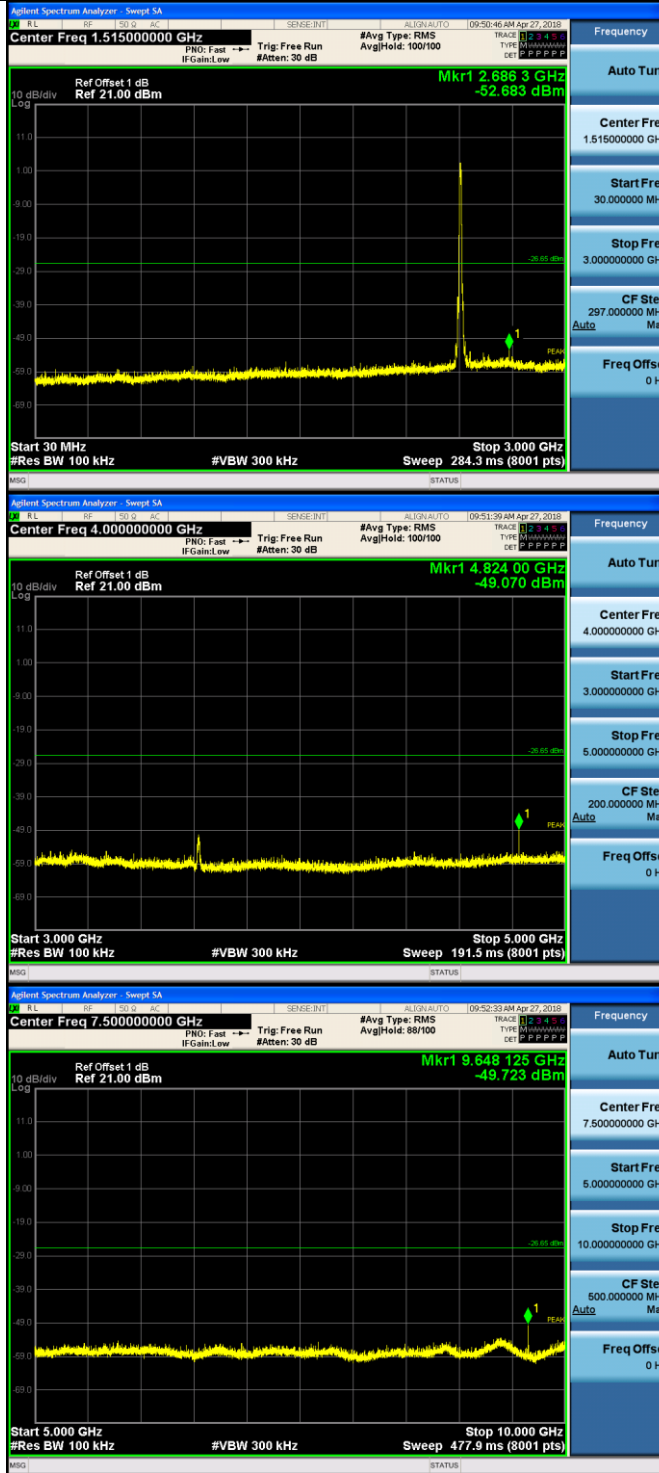 Agilent Spectrum Analyzer - Swept SA
RL RF 50 Ω AC SENSE:INT ALIGNAUTO 09:50:46 AM Apr 27, 2018
Center Freq 1.515000000 GHz
PNO: Fast
IFGain:Low
Trig: Free Run
#Atten: 30 dB
#Avg Type: RMS
Avg|Hold: 100/100
TRACE 1 2 3 4 5 6
TYPE M
DET P P P P P P
Frequency
Mkr1 2.686 3 GHz
-52.683 dBm
Ref Offset 1 dB
10 dB/div Ref 21.00 dBm
Log
11.0
1.00
-9.00
-19.0
-29.0
-39.0
-49.0
-59.0
-69.0
-26.65 dBm
1
PEAK
Auto Tun
Center Fre
1.515000000 GH
Start Fre
30.000000 MH
Stop Fre
3.000000000 GH
CF Ste
297.000000 MH
Auto Ma
Freq Offse
0 H
Start 30 MHz Stop 3.000 GHz
#Res BW 100 kHz #VBW 300 kHz Sweep 284.3 ms (8001 pts)
MSG STATUS
Agilent Spectrum Analyzer - Swept SA
RL RF 50 Ω AC SENSE:INT ALIGNAUTO 09:51:39 AM Apr 27, 2018
Center Freq 4.000000000 GHz
PNO: Fast
IFGain:Low
Trig: Free Run
#Atten: 30 dB
#Avg Type: RMS
Avg|Hold: 100/100
TRACE 1 2 3 4 5 6
TYPE M
DET P P P P P P
Frequency
Mkr1 4.824 00 GHz
-49.070 dBm
Ref Offset 1 dB
10 dB/div Ref 21.00 dBm
Log
11.0
1.00
-9.00
-19.0
-29.0
-39.0
-49.0
-59.0
-69.0
-26.65 dBm
1
PEAK
Auto Tun
Center Fre
4.000000000 GH
Start Fre
3.000000000 GH
Stop Fre
5.000000000 GH
CF Ste
200.000000 MH
Auto Ma
Freq Offse
0 H
Start 3.000 GHz Stop 5.000 GHz
#Res BW 100 kHz #VBW 300 kHz Sweep 191.5 ms (8001 pts)
MSG STATUS
Agilent Spectrum Analyzer - Swept SA
RL RF 50 Ω AC SENSE:INT ALIGNAUTO 09:52:33 AM Apr 27, 2018
Center Freq 7.500000000 GHz
PNO: Fast
IFGain:Low
Trig: Free Run
#Atten: 30 dB
#Avg Type: RMS
Avg|Hold: 88/100
TRACE 1 2 3 4 5 6
TYPE M
DET P P P P P P
Frequency
Mkr1 9.648 125 GHz
-49.723 dBm
Ref Offset 1 dB
10 dB/div Ref 21.00 dBm
Log
11.0
1.00
-9.00
-19.0
-29.0
-39.0
-49.0
-59.0
-69.0
-26.65 dBm
1
PEAK
Auto Tun
Center Fre
7.500000000 GH
Start Fre
5.000000000 GH
Stop Fre
10.000000000 GH
CF Ste
500.000000 MH
Auto Ma
Freq Offse
0 H
Start 5.000 GHz Stop 10.000 GHz
#Res BW 100 kHz #VBW 300 kHz Sweep 477.9 ms (8001 pts)
MSG STATUS